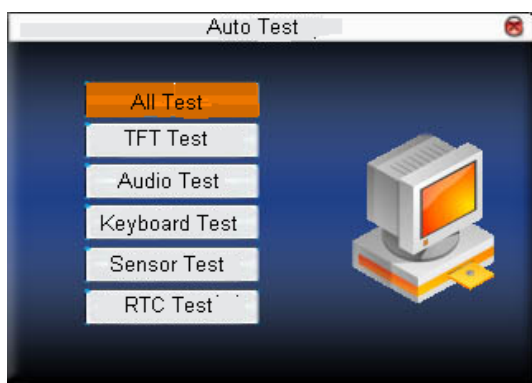 Auto Test
All Test
TFT Test
Audio Test
Keyboard Test
Sensor Test
RTC Test